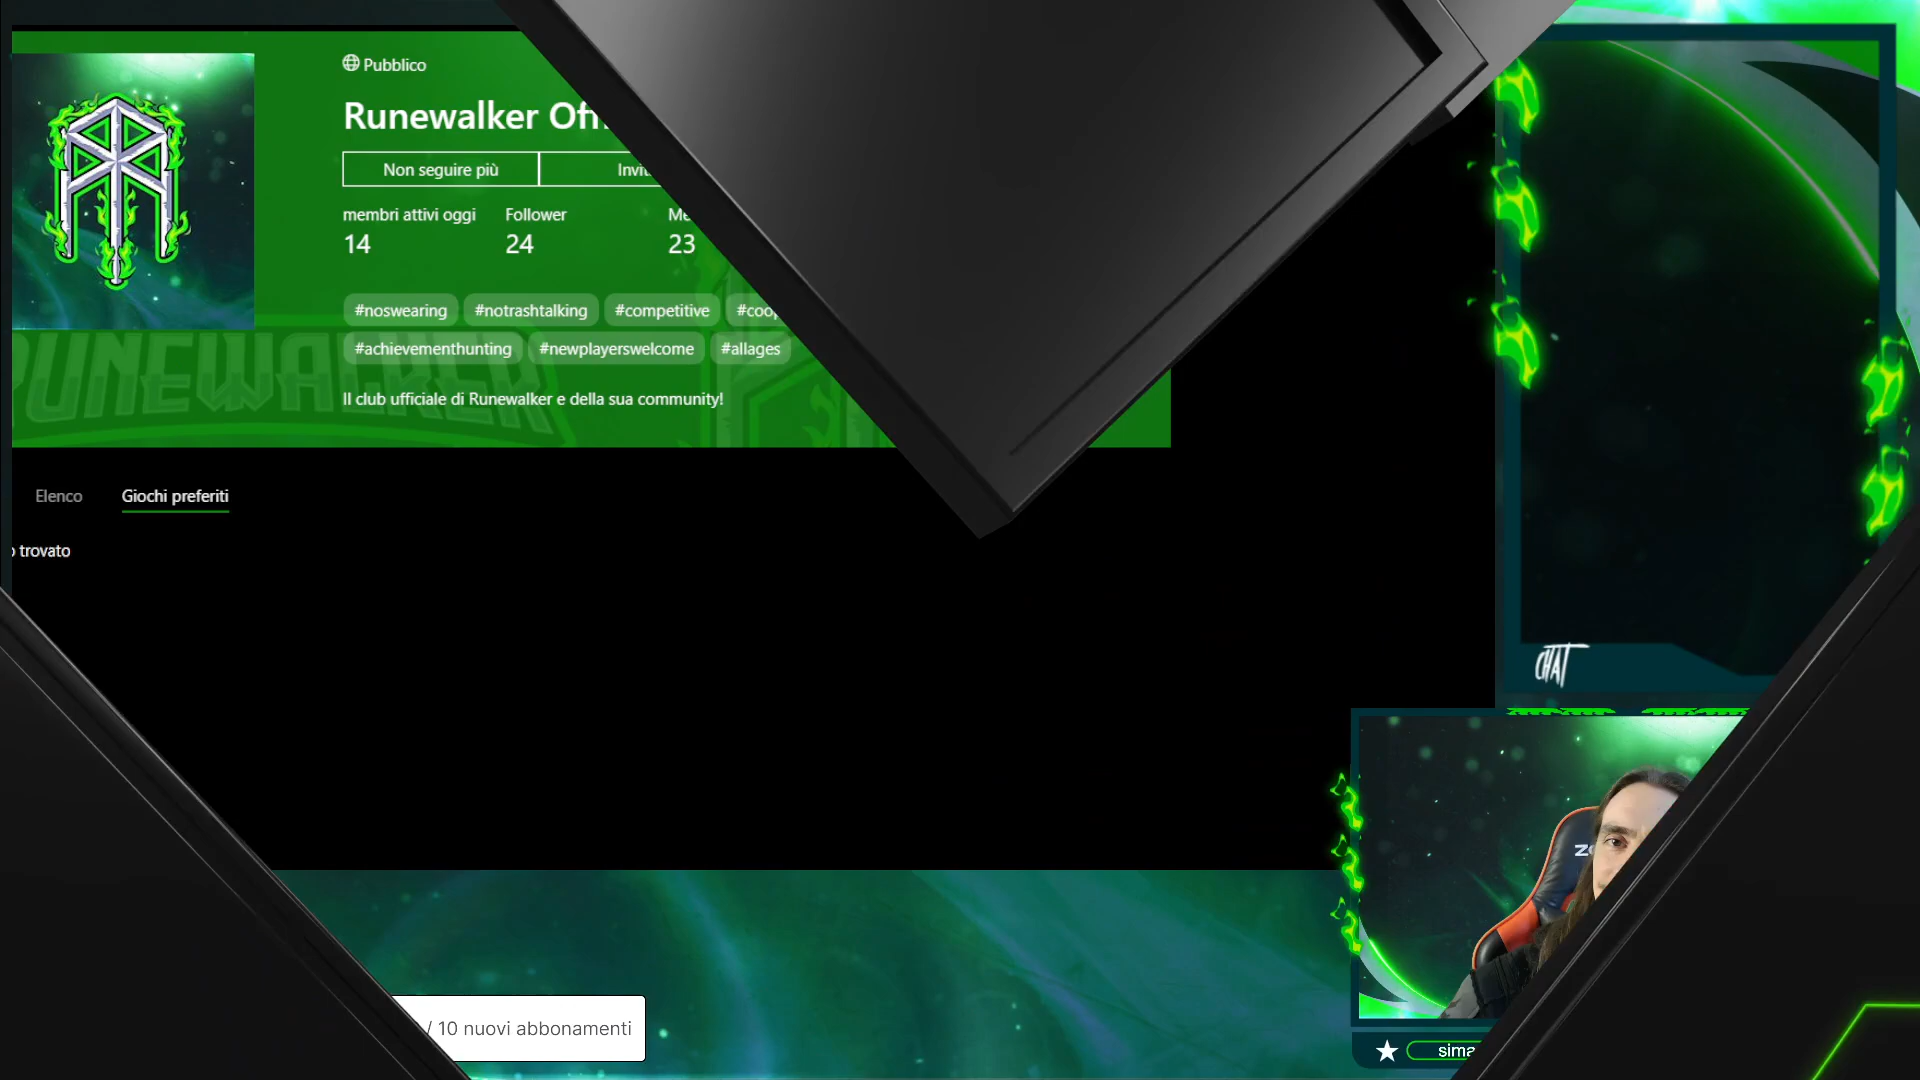 Pubblico
Runewalker Of
Non seguire più
membri attivi oggi Follower
14 24 23
#noswearing #notrashtalking #competitive
#achievementhunting #newplayerswelcome #allages
RUNEWALKER
Il club ufficiale di Runewalker e della sua community!
Elenco Giochi preferiti
trovato
CHAT
/ 10 nuovi abbonamenti